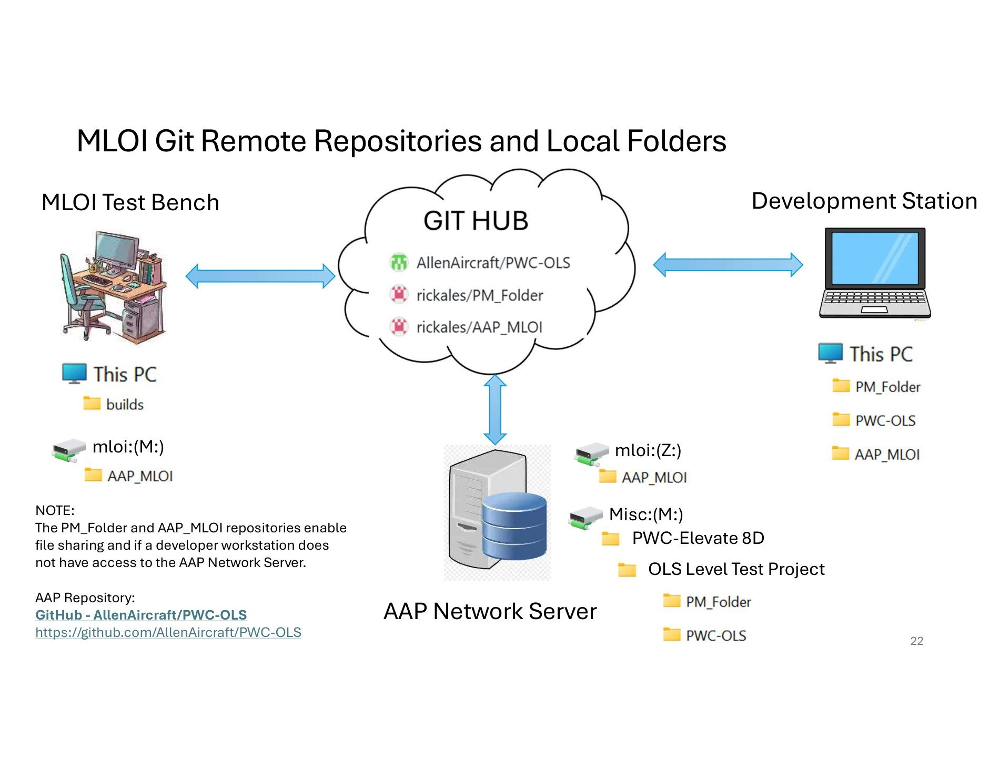 MLOI Git Remote Repositories and Local Folders
MLOI Test Bench
This PC
builds
mloi:(M:)
AAP_MLOI
GIT HUB
AllenAircraft/PWC-OLS
rickales/PM_Folder
rickales/AAP_MLOI
Development Station
This PC
PM_Folder
PWC-OLS
AAP_MLOI
AAP Network Server
mloi:(Z:)
AAP_MLOI
Misc:(M:)
PWC-Elevate 8D
OLS Level Test Project
PM_Folder
PWC-OLS
NOTE:
The PM_Folder and AAP_MLOI repositories enable
file sharing and if a developer workstation does
not have access to the AAP Network Server.
AAP Repository:
GitHub - AllenAircraft/PWC-OLS
https://github.com/AllenAircraft/PWC-OLS
22